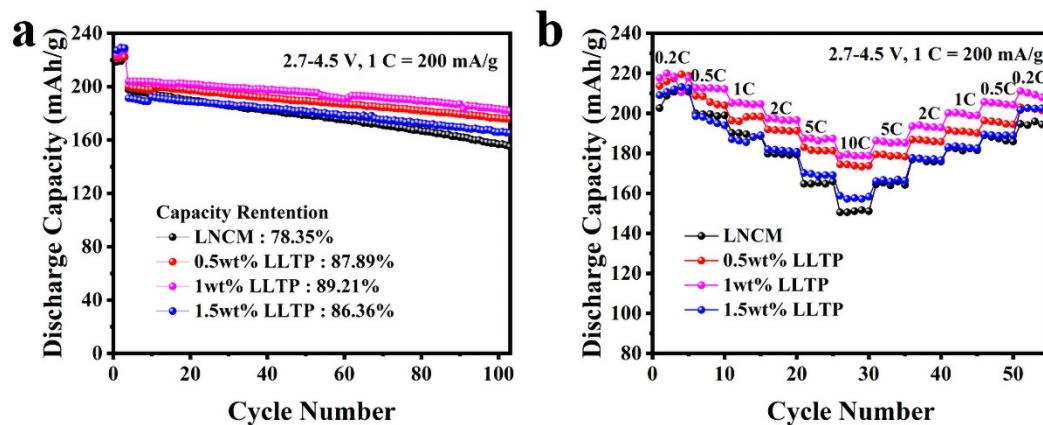 a
2.7-4.5 V, 1 C = 200 mA/g
Discharge Capacity (mAh/g)
240
200
160
120
80
40
0
Capacity Rentention
LNCM : 78.35%
0.5wt% LLTP : 87.89%
1wt% LLTP : 89.21%
1.5wt% LLTP : 86.36%
0 20 40 60 80 100
Cycle Number
b
2.7-4.5 V, 1 C = 200 mA/g
Discharge Capacity (mAh/g)
240
220
200
180
160
140
120
100
80
0.2C 0.5C 1C 2C 5C 10C 5C 2C 1C 0.5C 0.2C
LNCM
0.5wt% LLTP
1wt% LLTP
1.5wt% LLTP
0 10 20 30 40 50
Cycle Number